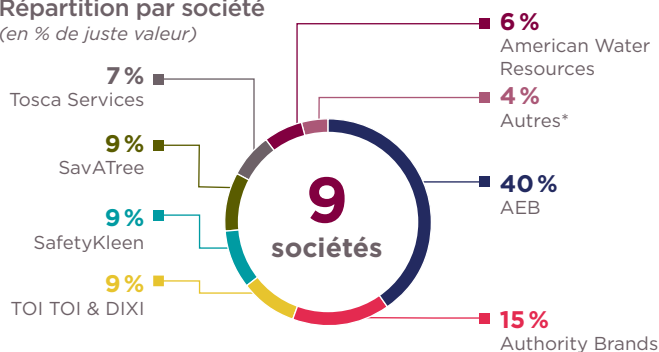 Répartition par société
(en % de juste valeur)
6 %
American Water
Resources
4 %
Autres*
40 %
AEB
15 %
Authority Brands
9 %
TOI TOI & DIXI
9 %
SafetyKleen
9 %
SavATree
7 %
Tosca Services
9
sociétés